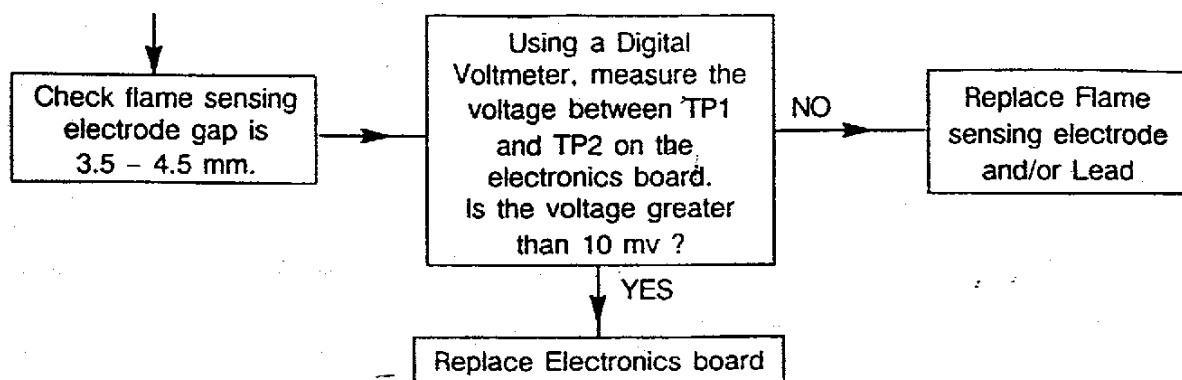 Check flame sensing
electrode gap is
3.5 – 4.5 mm.
Using a Digital
Voltmeter, measure the
voltage between TP1
and TP2 on the
electronics board.
Is the voltage greater
than 10 mv ?
NO
Replace Flame
sensing electrode
and/or Lead
YES
Replace Electronics board